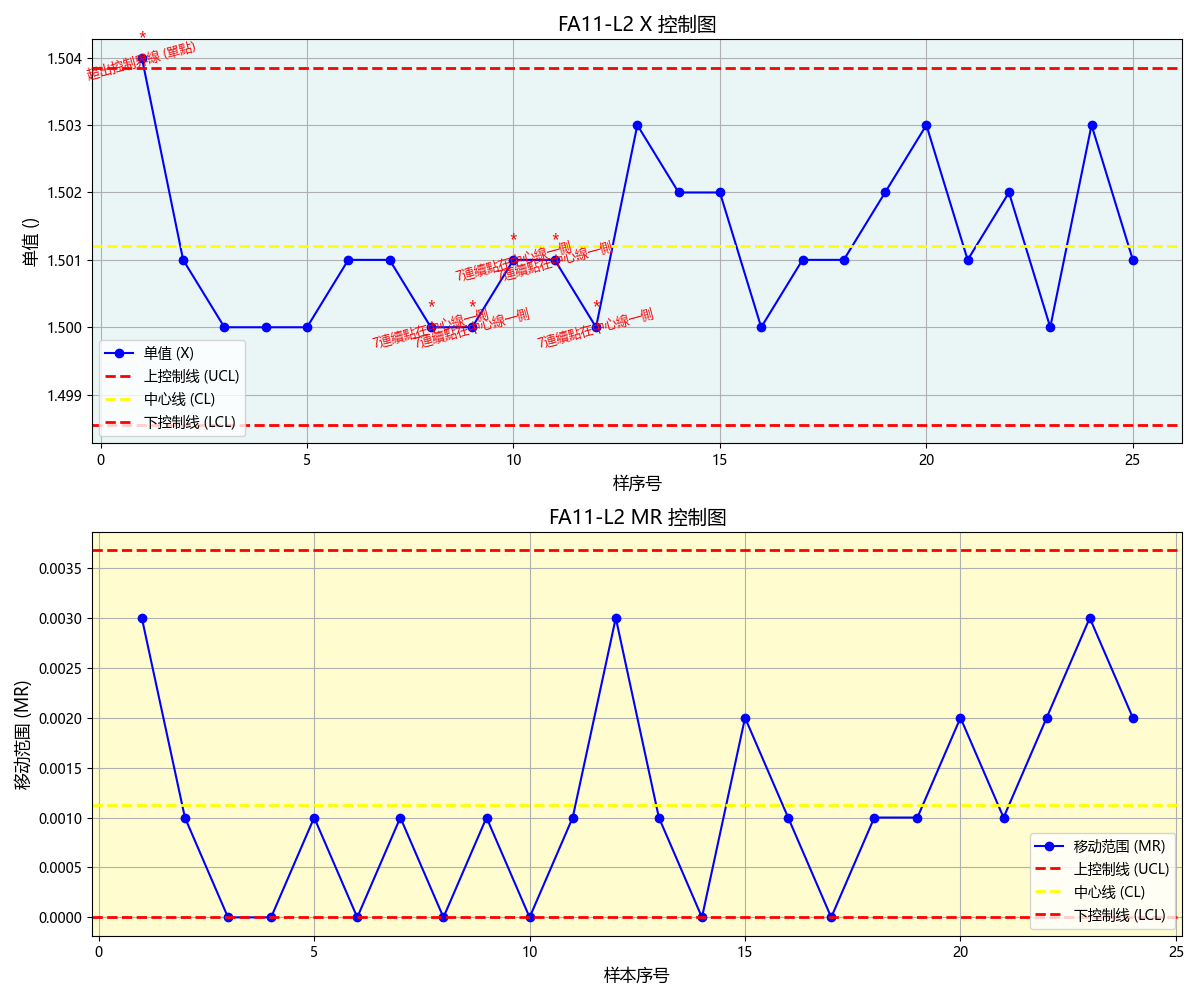 FA11-L2 X 控制图
单值 ()
1.504
1.503
1.502
1.501
1.500
1.499
*
超出控制界線 (單點)
*
7連續點在中心線一側
*
7連續點在中心線一側
*
7連續點在中心線一側
*
7連續點在中心線一側
*
7連續點在中心線一側
单值 (X)
上控制线 (UCL)
中心线 (CL)
下控制线 (LCL)
0 5 10 15 20 25
样序号
FA11-L2 MR 控制图
移动范围 (MR)
0.0035
0.0030
0.0025
0.0020
0.0015
0.0010
0.0005
0.0000
移动范围 (MR)
上控制线 (UCL)
中心线 (CL)
下控制线 (LCL)
0 5 10 15 20 25
样本序号